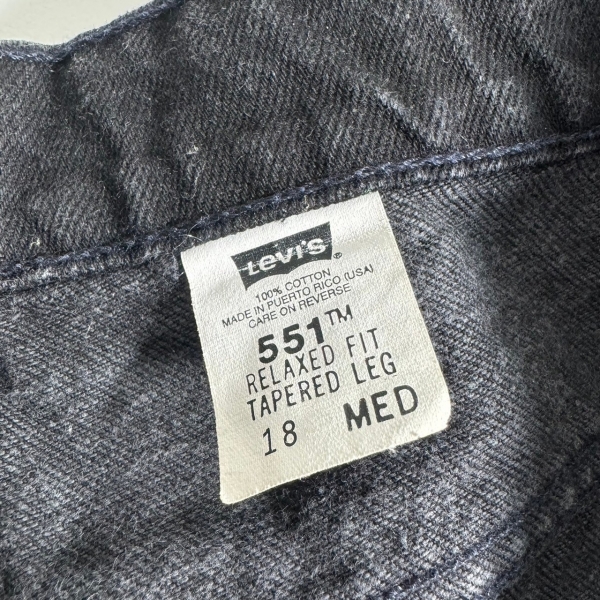 Levi's®
100% COTTON
MADE IN PUERTO RICO (USA)
CARE ON REVERSE.
551™
RELAXED FIT
TAPERED LEG
18 MED